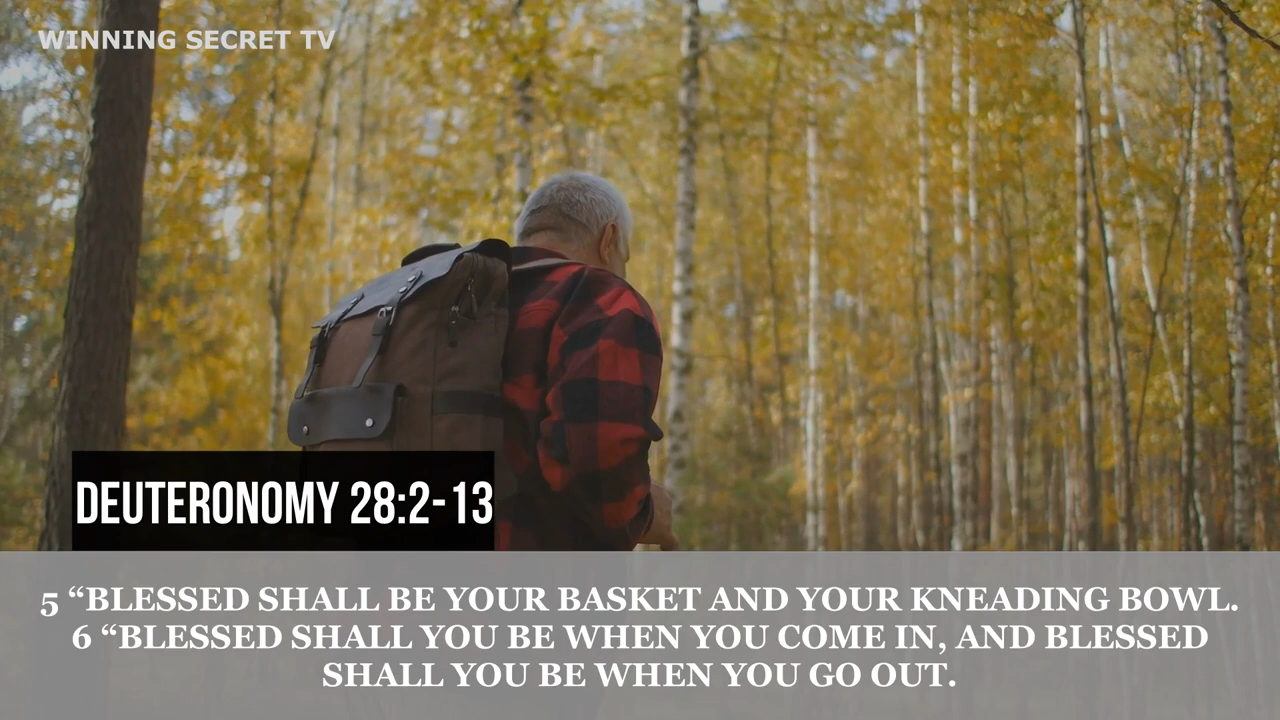 WINNING SECRET TV
DEUTERONOMY 28:2-13
5 “BLESSED SHALL BE YOUR BASKET AND YOUR KNEADING BOWL.
6 “BLESSED SHALL YOU BE WHEN YOU COME IN, AND BLESSED
SHALL YOU BE WHEN YOU GO OUT.